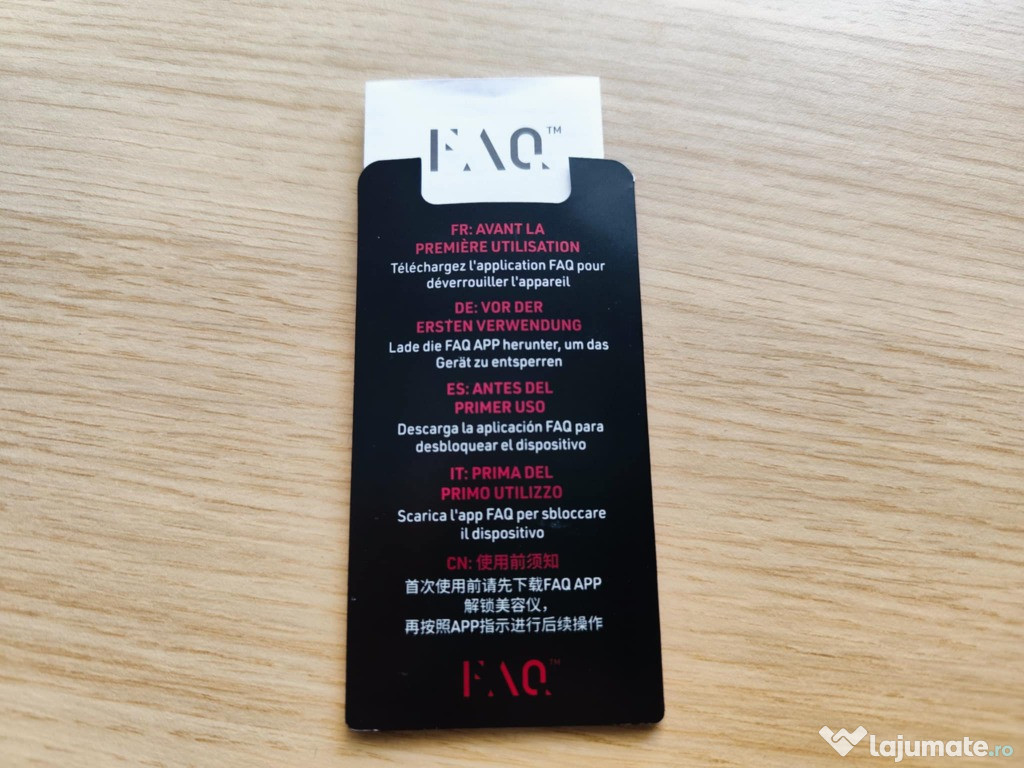 FAQ™
FR: AVANT LA
PREMIÈRE UTILISATION
Téléchargez l'application FAQ pour
déverrouiller l'appareil
DE: VOR DER
ERSTEN VERWENDUNG
Lade die FAQ APP herunter, um das
Gerät zu entsperren
ES: ANTES DEL
PRIMER USO
Descarga la aplicación FAQ para
desbloquear el dispositivo
IT: PRIMA DEL
PRIMO UTILIZZO
Scarica l'app FAQ per sbloccare
il dispositivo
CN: 使用前须知
首次使用前请先下载FAQ APP
解锁美容仪，
再按照APP指示进行后续操作
FAQ™
lajumate.ro